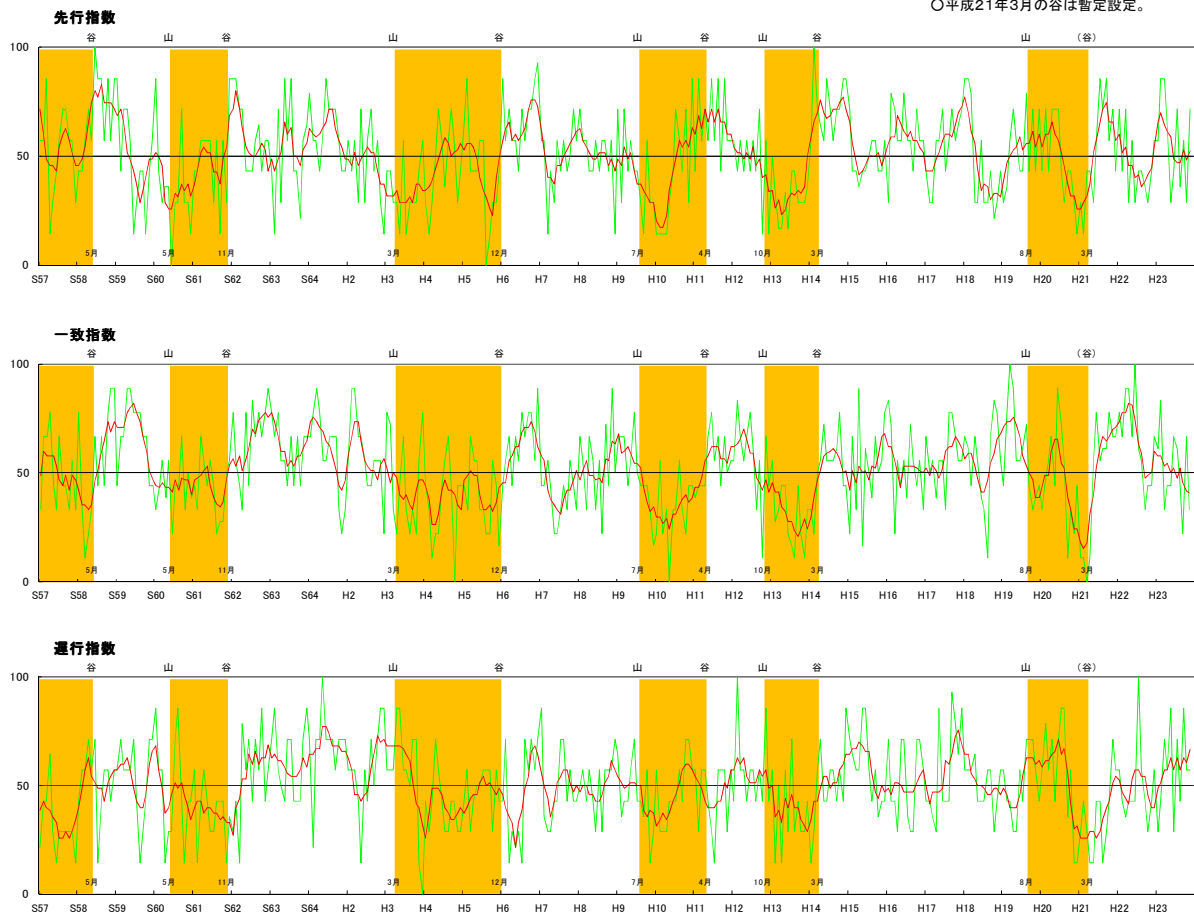 〇平成21年3月の谷は暫定設定。
先行指数
谷 山 谷 山 谷 山 谷 山 谷 山 (谷)
100
50
5月 5月 11月 3月 12月 7月 4月 10月 3月 8月 3月
0
S57 S58 S59 S60 S61 S62 S63 S64 H2 H3 H4 H5 H6 H7 H8 H9 H10 H11 H12 H13 H14 H15 H16 H17 H18 H19 H20 H21 H22 H23
一致指数
谷 山 谷 山 谷 山 谷 山 谷 山 (谷)
100
50
5月 5月 11月 3月 12月 7月 4月 10月 3月 8月 3月
0
S57 S58 S59 S60 S61 S62 S63 S64 H2 H3 H4 H5 H6 H7 H8 H9 H10 H11 H12 H13 H14 H15 H16 H17 H18 H19 H20 H21 H22 H23
遅行指数
谷 山 谷 山 谷 山 谷 山 谷 山 (谷)
100
50
5月 5月 11月 3月 12月 7月 4月 10月 3月 8月 3月
0
S57 S58 S59 S60 S61 S62 S63 S64 H2 H3 H4 H5 H6 H7 H8 H9 H10 H11 H12 H13 H14 H15 H16 H17 H18 H19 H20 H21 H22 H23